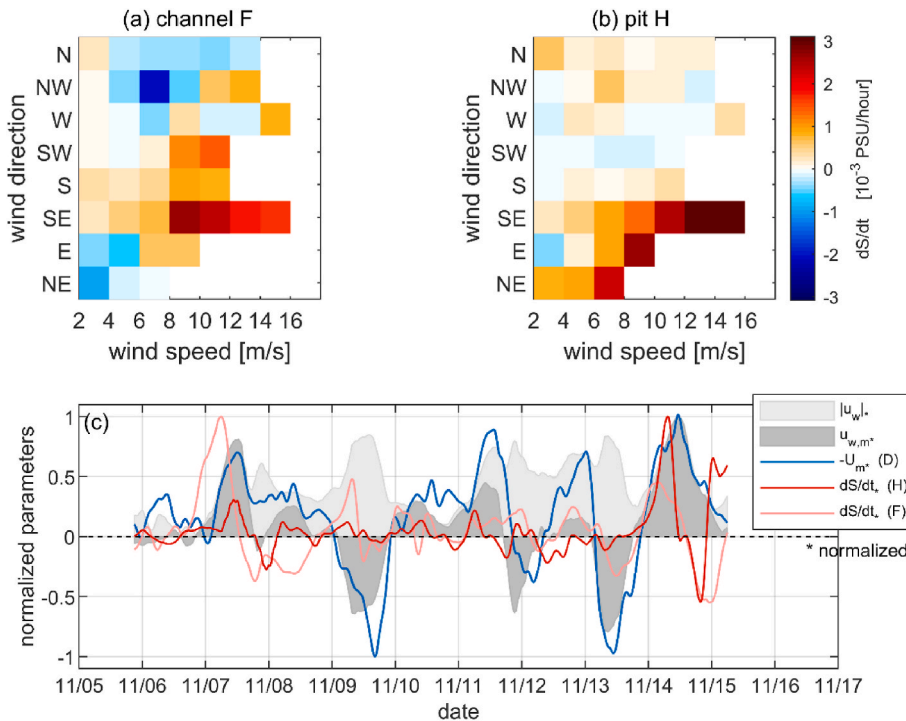 (a) channel F
(b) pit H
N
NW
W
SW
S
SE
E
NE
wind direction
2 4 6 8 10 12 14 16
wind speed [m/s]
N
NW
W
SW
S
SE
E
NE
wind direction
2 4 6 8 10 12 14 16
wind speed [m/s]
3
2
1
0
-1
-2
-3
dS/dt [10⁻³ PSU/hour]
(c)
1
0.5
0
-0.5
-1
normalized parameters
11/05 11/06 11/07 11/08 11/09 11/10 11/11 11/12 11/13 11/14 11/15 11/16 11/17
date
|u_w|_*
u_w,m*
-U_m* (D)
dS/dt_* (H)
dS/dt_* (F)
* normalized